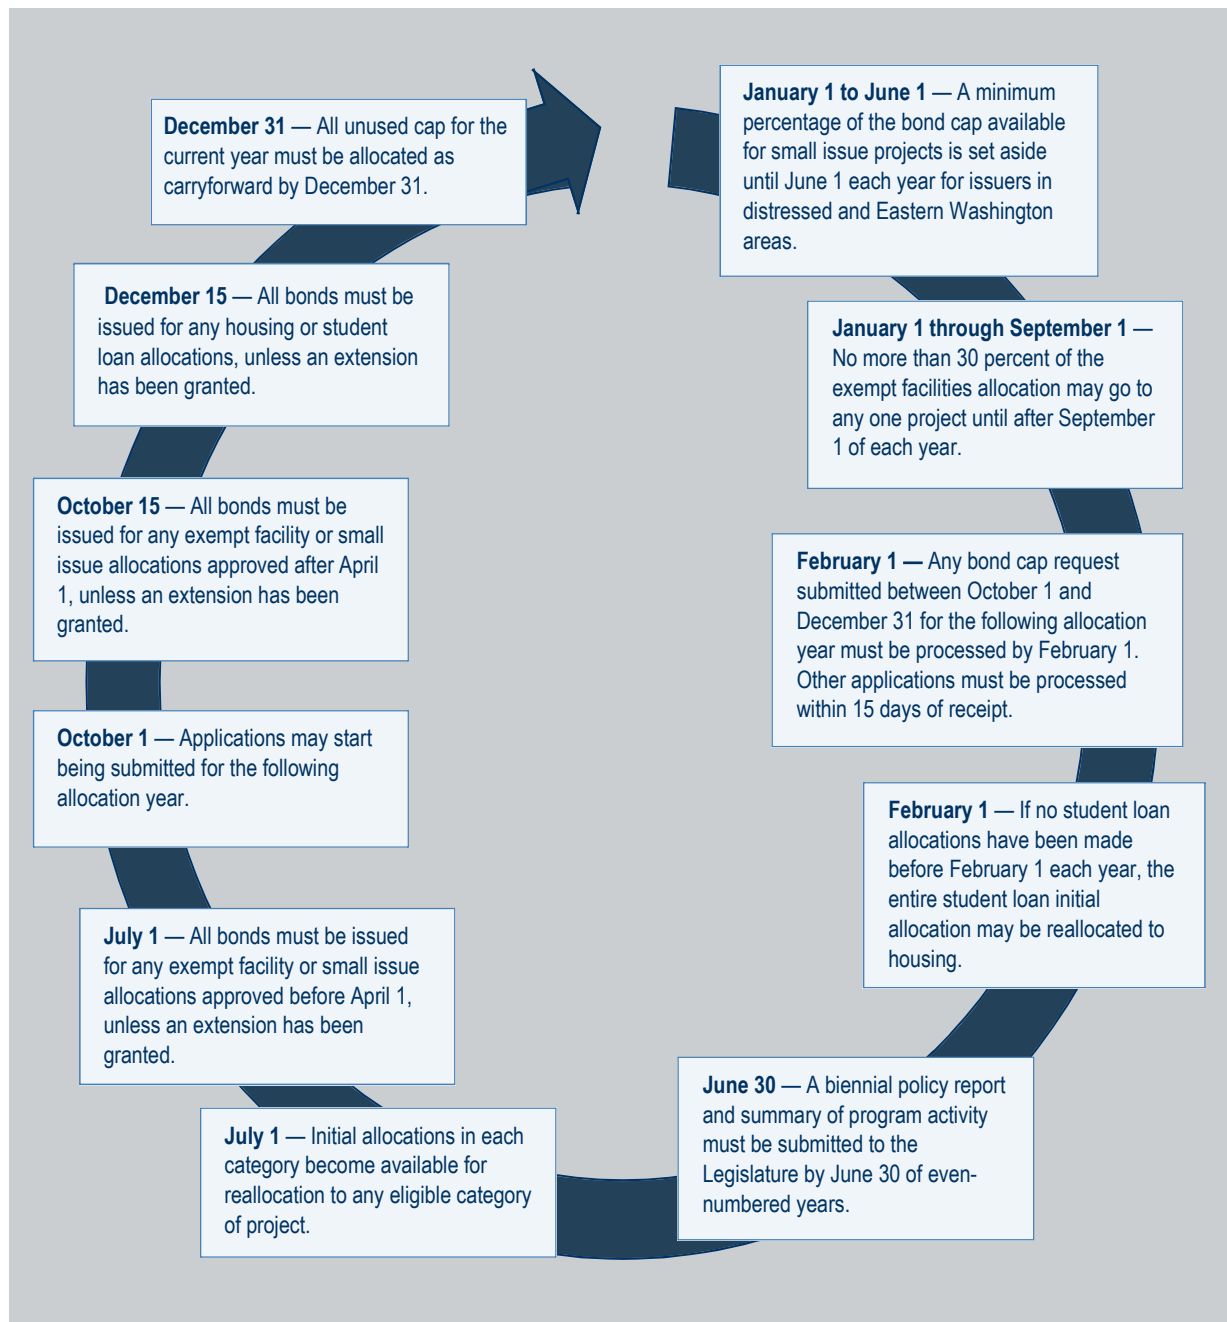 January 1 to June 1 — A minimum
percentage of the bond cap available
for small issue projects is set aside
until June 1 each year for issuers in
distressed and Eastern Washington
areas.
January 1 through September 1 —
No more than 30 percent of the
exempt facilities allocation may go to
any one project until after September
1 of each year.
February 1 — Any bond cap request
submitted between October 1 and
December 31 for the following allocation
year must be processed by February 1.
Other applications must be processed
within 15 days of receipt.
February 1 — If no student loan
allocations have been made
before February 1 each year, the
entire student loan initial
allocation may be reallocated to
housing.
June 30 — A biennial policy report
and summary of program activity
must be submitted to the
Legislature by June 30 of even-
numbered years.
July 1 — Initial allocations in each
category become available for
reallocation to any eligible category
of project.
July 1 — All bonds must be issued
for any exempt facility or small issue
allocations approved before April 1,
unless an extension has been
granted.
October 1 — Applications may start
being submitted for the following
allocation year.
October 15 — All bonds must be
issued for any exempt facility or small
issue allocations approved after April
1, unless an extension has been
granted.
December 15 — All bonds must be
issued for any housing or student
loan allocations, unless an extension
has been granted.
December 31 — All unused cap for the
current year must be allocated as
carryforward by December 31.